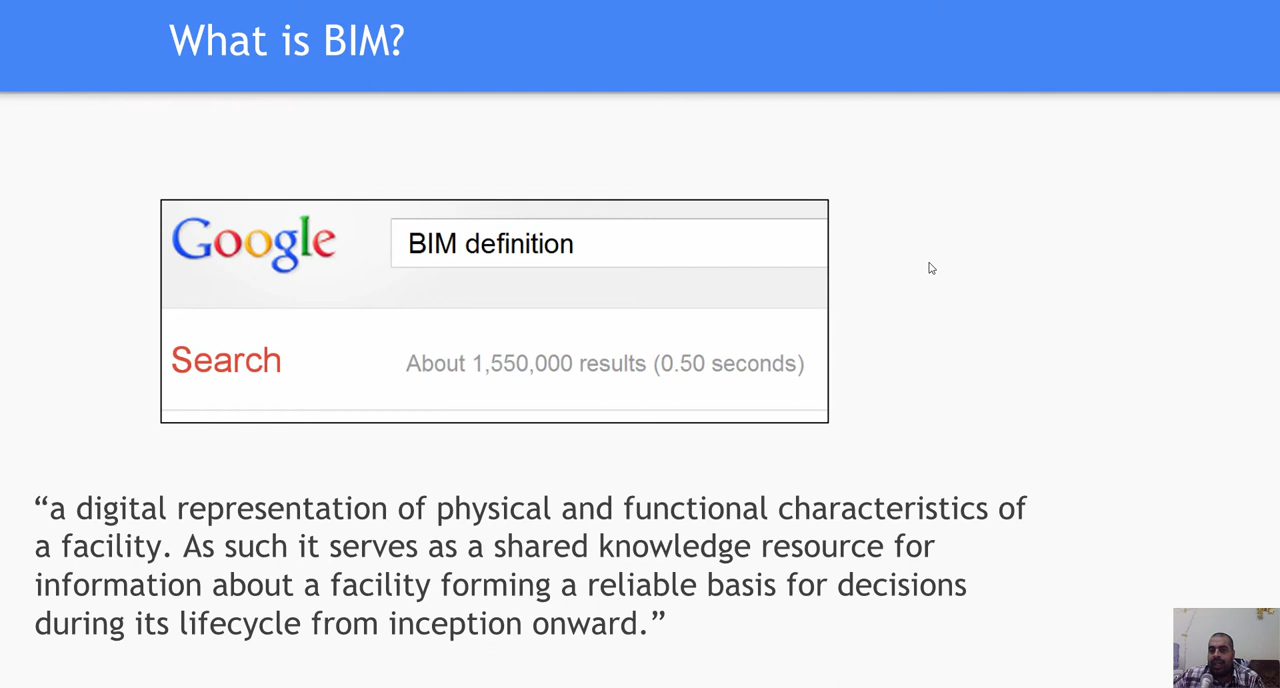 What is BIM?
Google
BIM definition
Search
About 1,550,000 results (0.50 seconds)
“a digital representation of physical and functional characteristics of
a facility. As such it serves as a shared knowledge resource for
information about a facility forming a reliable basis for decisions
during its lifecycle from inception onward.”